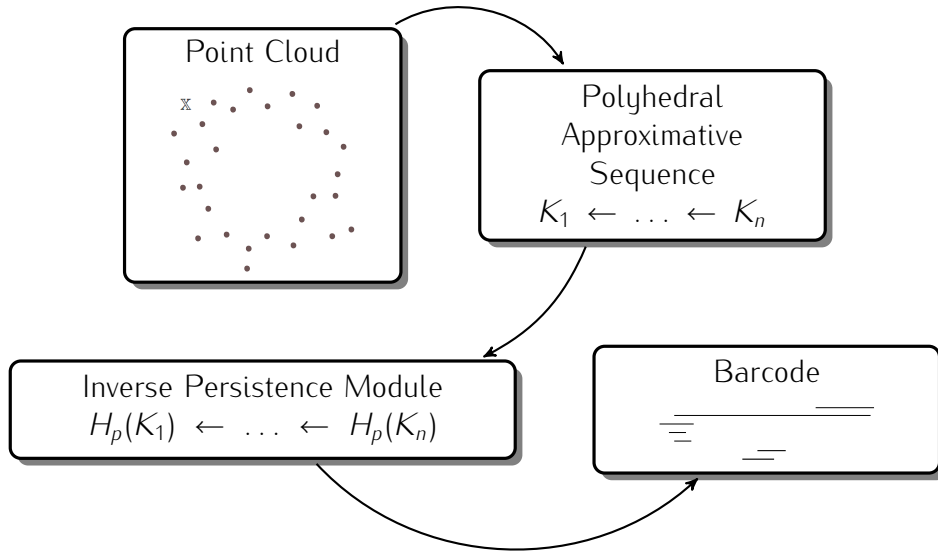 Point Cloud
𝕏
Polyhedral
Approximative
Sequence
K₁ ← … ← Kₙ
Inverse Persistence Module
Hₚ(K₁) ← … ← Hₚ(Kₙ)
Barcode